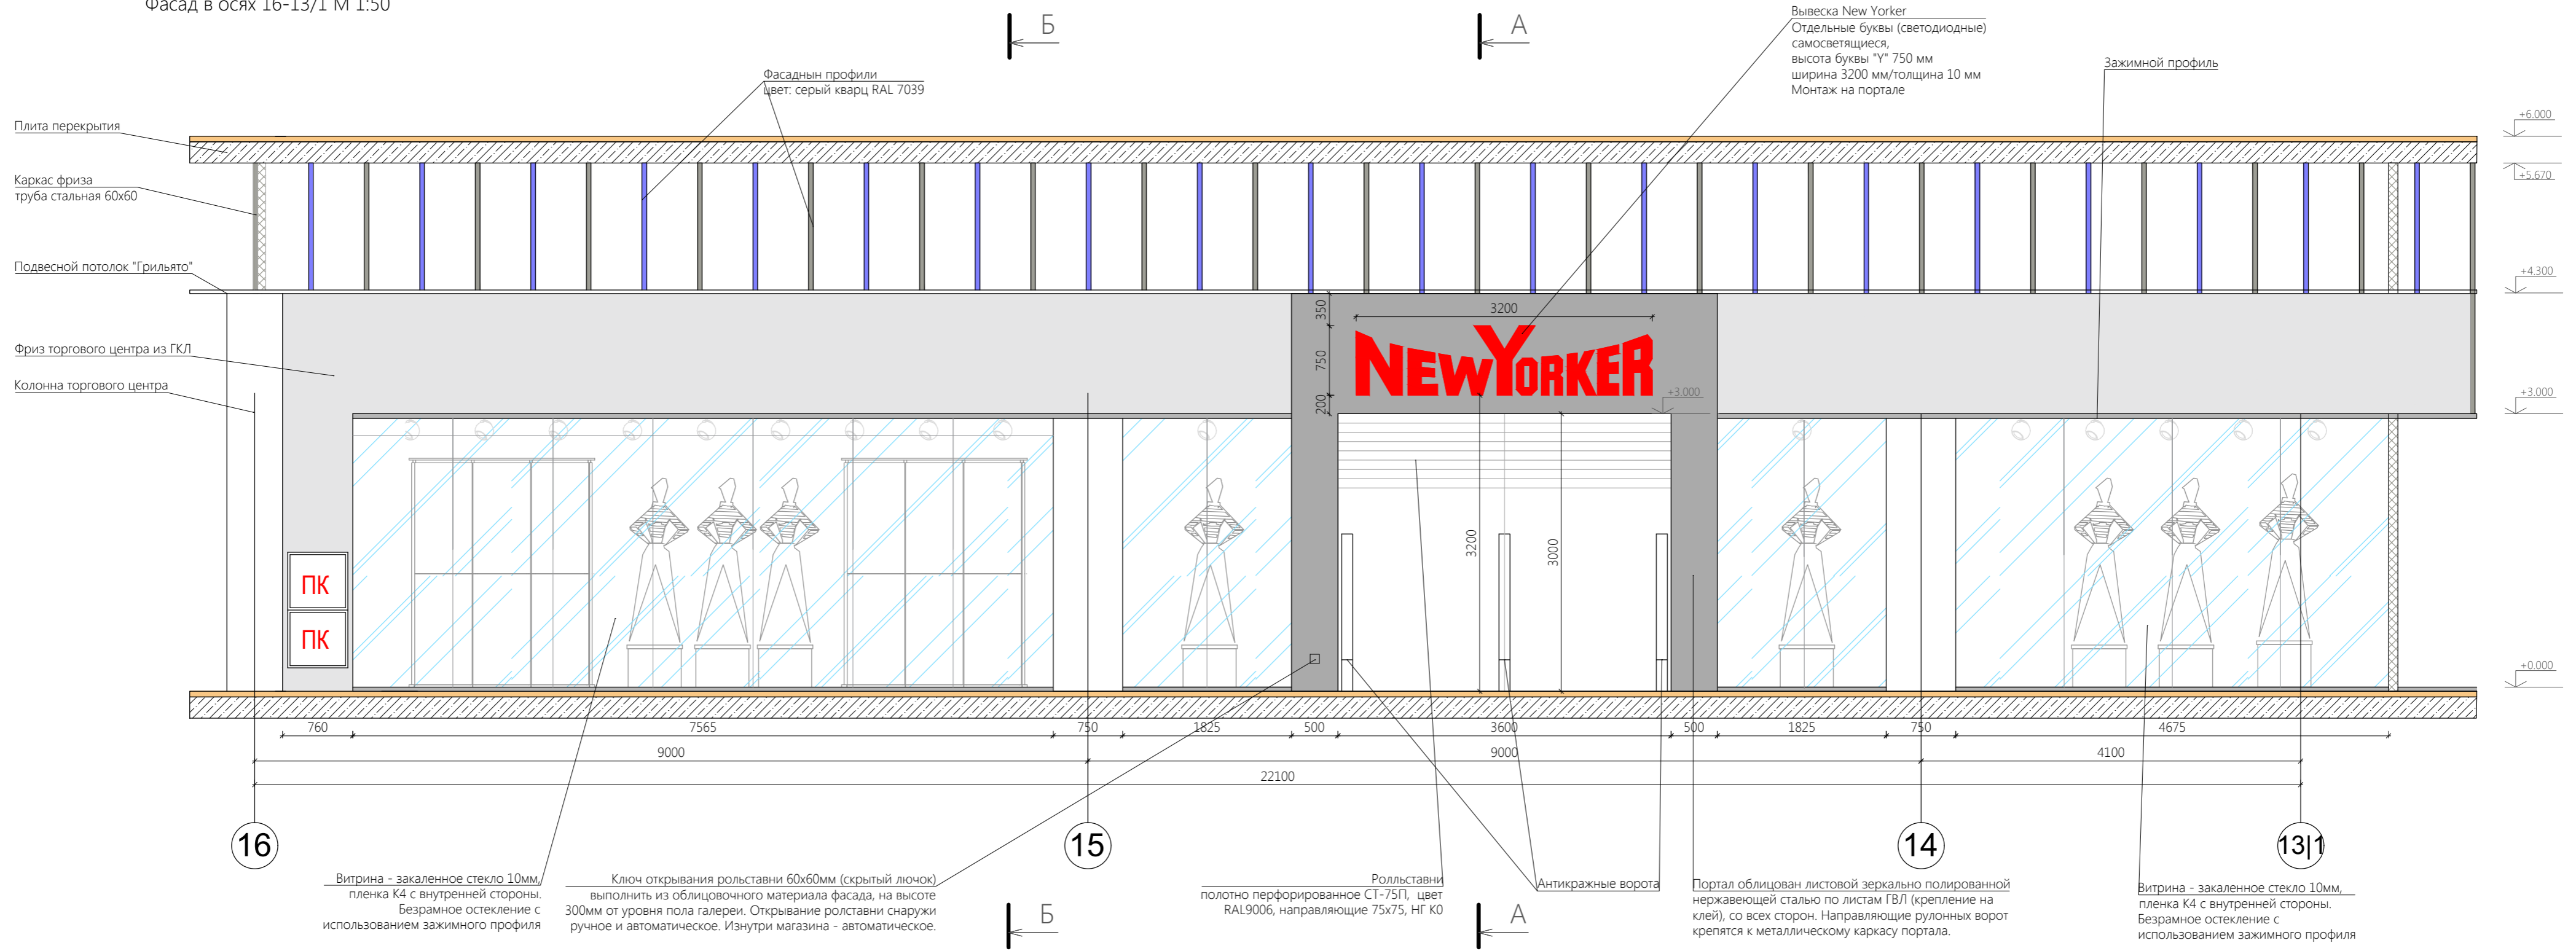 Фасад в осях 16-13/1 М 1:50
Б
А
Вывеска New Yorker
Отдельные буквы (светодиодные)
самосветящиеся,
высота буквы "Y" 750 мм
ширина 3200 мм/толщина 10 мм
Монтаж на портале
Фасаднын профили
цвет: серый кварц RAL 7039
Зажимной профиль
Плита перекрытия
Каркас фриза
труба стальная 60х60
Подвесной потолок "Грильято"
Фриз торгового центра из ГКЛ
Колонна торгового центра
+6.000
+5.670
+4.300
+3.000
+0.000
350
750
200
3200
NEWYORKER
+3.000
3200
3000
ПК
ПК
760
7565
750
1825
500
3600
500
1825
750
4675
9000
9000
4100
22100
16
15
14
13|1
Витрина - закаленное стекло 10мм,
пленка К4 с внутренней стороны.
Безрамное остекление с
использованием зажимного профиля
Ключ открывания рольставни 60х60мм (скрытый лючок)
выполнить из облицовочного материала фасада, на высоте
300мм от уровня пола галереи. Открывание ролставни снаружи
ручное и автоматическое. Изнутри магазина - автоматическое.
Б
Ролльставни
полотно перфорированное СТ-75П, цвет
RAL9006, направляющие 75х75, НГ К0
А
Антикражные ворота
Портал облицован листовой зеркально полированной
нержавеющей сталью по листам ГВЛ (крепление на
клей), со всех сторон. Направляющие рулонных ворот
крепятся к металлическому каркасу портала.
Витрина - закаленное стекло 10мм,
пленка К4 с внутренней стороны.
Безрамное остекление с
использованием зажимного профиля